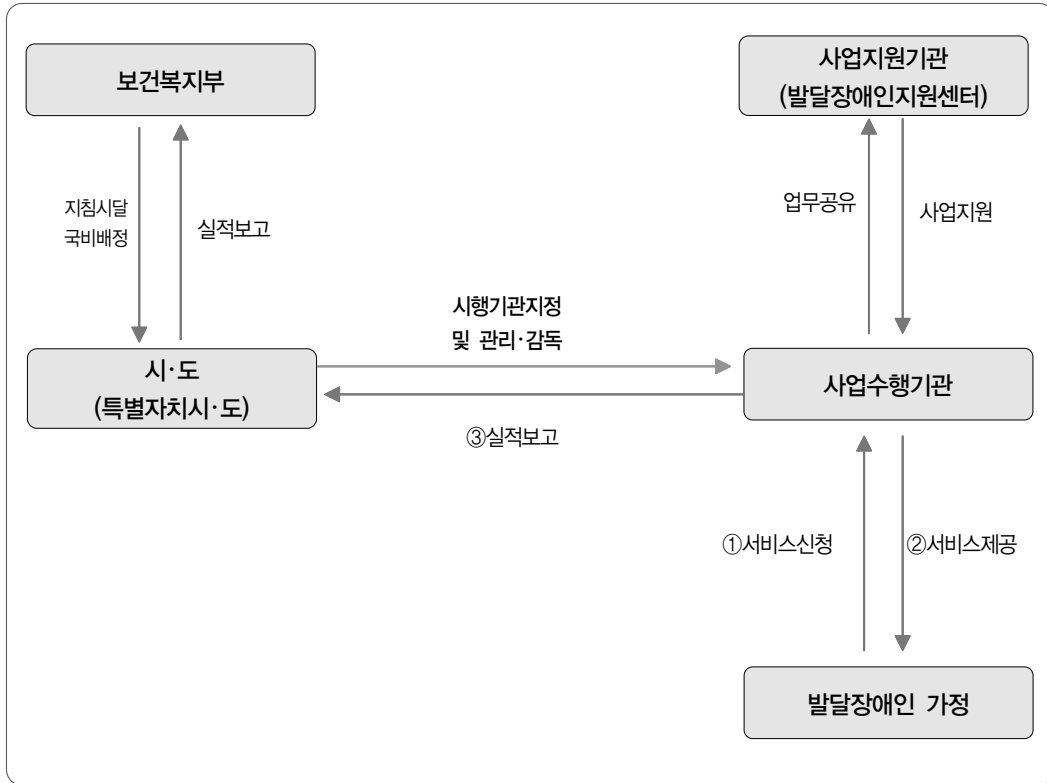 보건복지부
사업지원기관
(발달장애인지원센터)
지침시달
국비배정
실적보고
업무공유
사업지원
시행기관지정
및 관리·감독
시·도
(특별자치시·도)
사업수행기관
③실적보고
①서비스신청
②서비스제공
발달장애인 가정